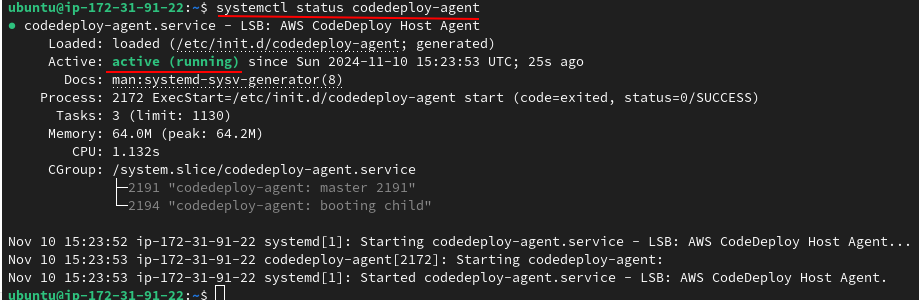 ubuntu@ip-172-31-91-22:~$ systemctl status codedeploy-agent
● codedeploy-agent.service - LSB: AWS CodeDeploy Host Agent
Loaded: loaded (/etc/init.d/codedeploy-agent; generated)
Active: active (running) since Sun 2024-11-10 15:23:53 UTC; 25s ago
Docs: man:systemd-sysv-generator(8)
Process: 2172 ExecStart=/etc/init.d/codedeploy-agent start (code=exited, status=0/SUCCESS)
Tasks: 3 (limit: 1130)
Memory: 64.0M (peak: 64.2M)
CPU: 1.132s
CGroup: /system.slice/codedeploy-agent.service
├─2191 "codedeploy-agent: master 2191"
└─2194 "codedeploy-agent: booting child"
Nov 10 15:23:52 ip-172-31-91-22 systemd[1]: Starting codedeploy-agent.service - LSB: AWS CodeDeploy Host Agent...
Nov 10 15:23:53 ip-172-31-91-22 codedeploy-agent[2172]: Starting codedeploy-agent:
Nov 10 15:23:53 ip-172-31-91-22 systemd[1]: Started codedeploy-agent.service - LSB: AWS CodeDeploy Host Agent.
ubuntu@ip-172-31-91-22:~$